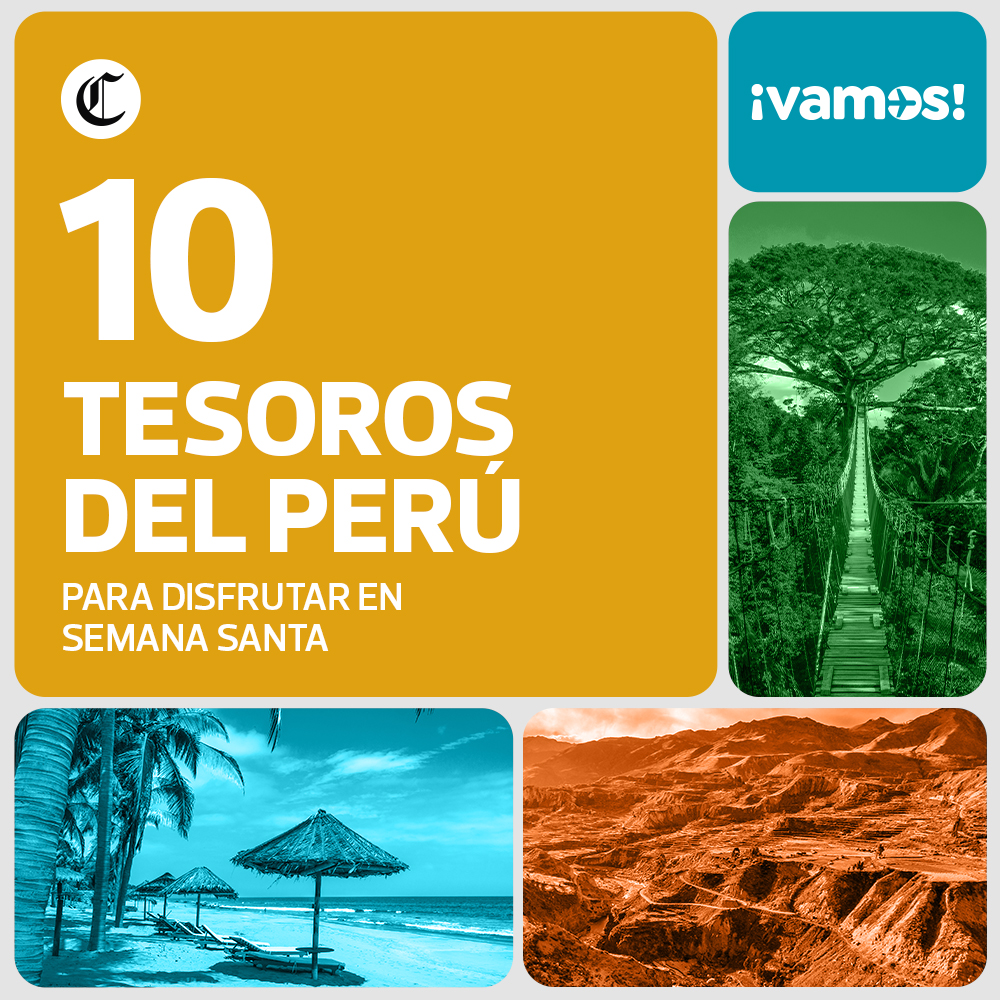 C
10
TESOROS
DEL PERÚ
PARA DISFRUTAR EN
SEMANA SANTA
¡vamos!